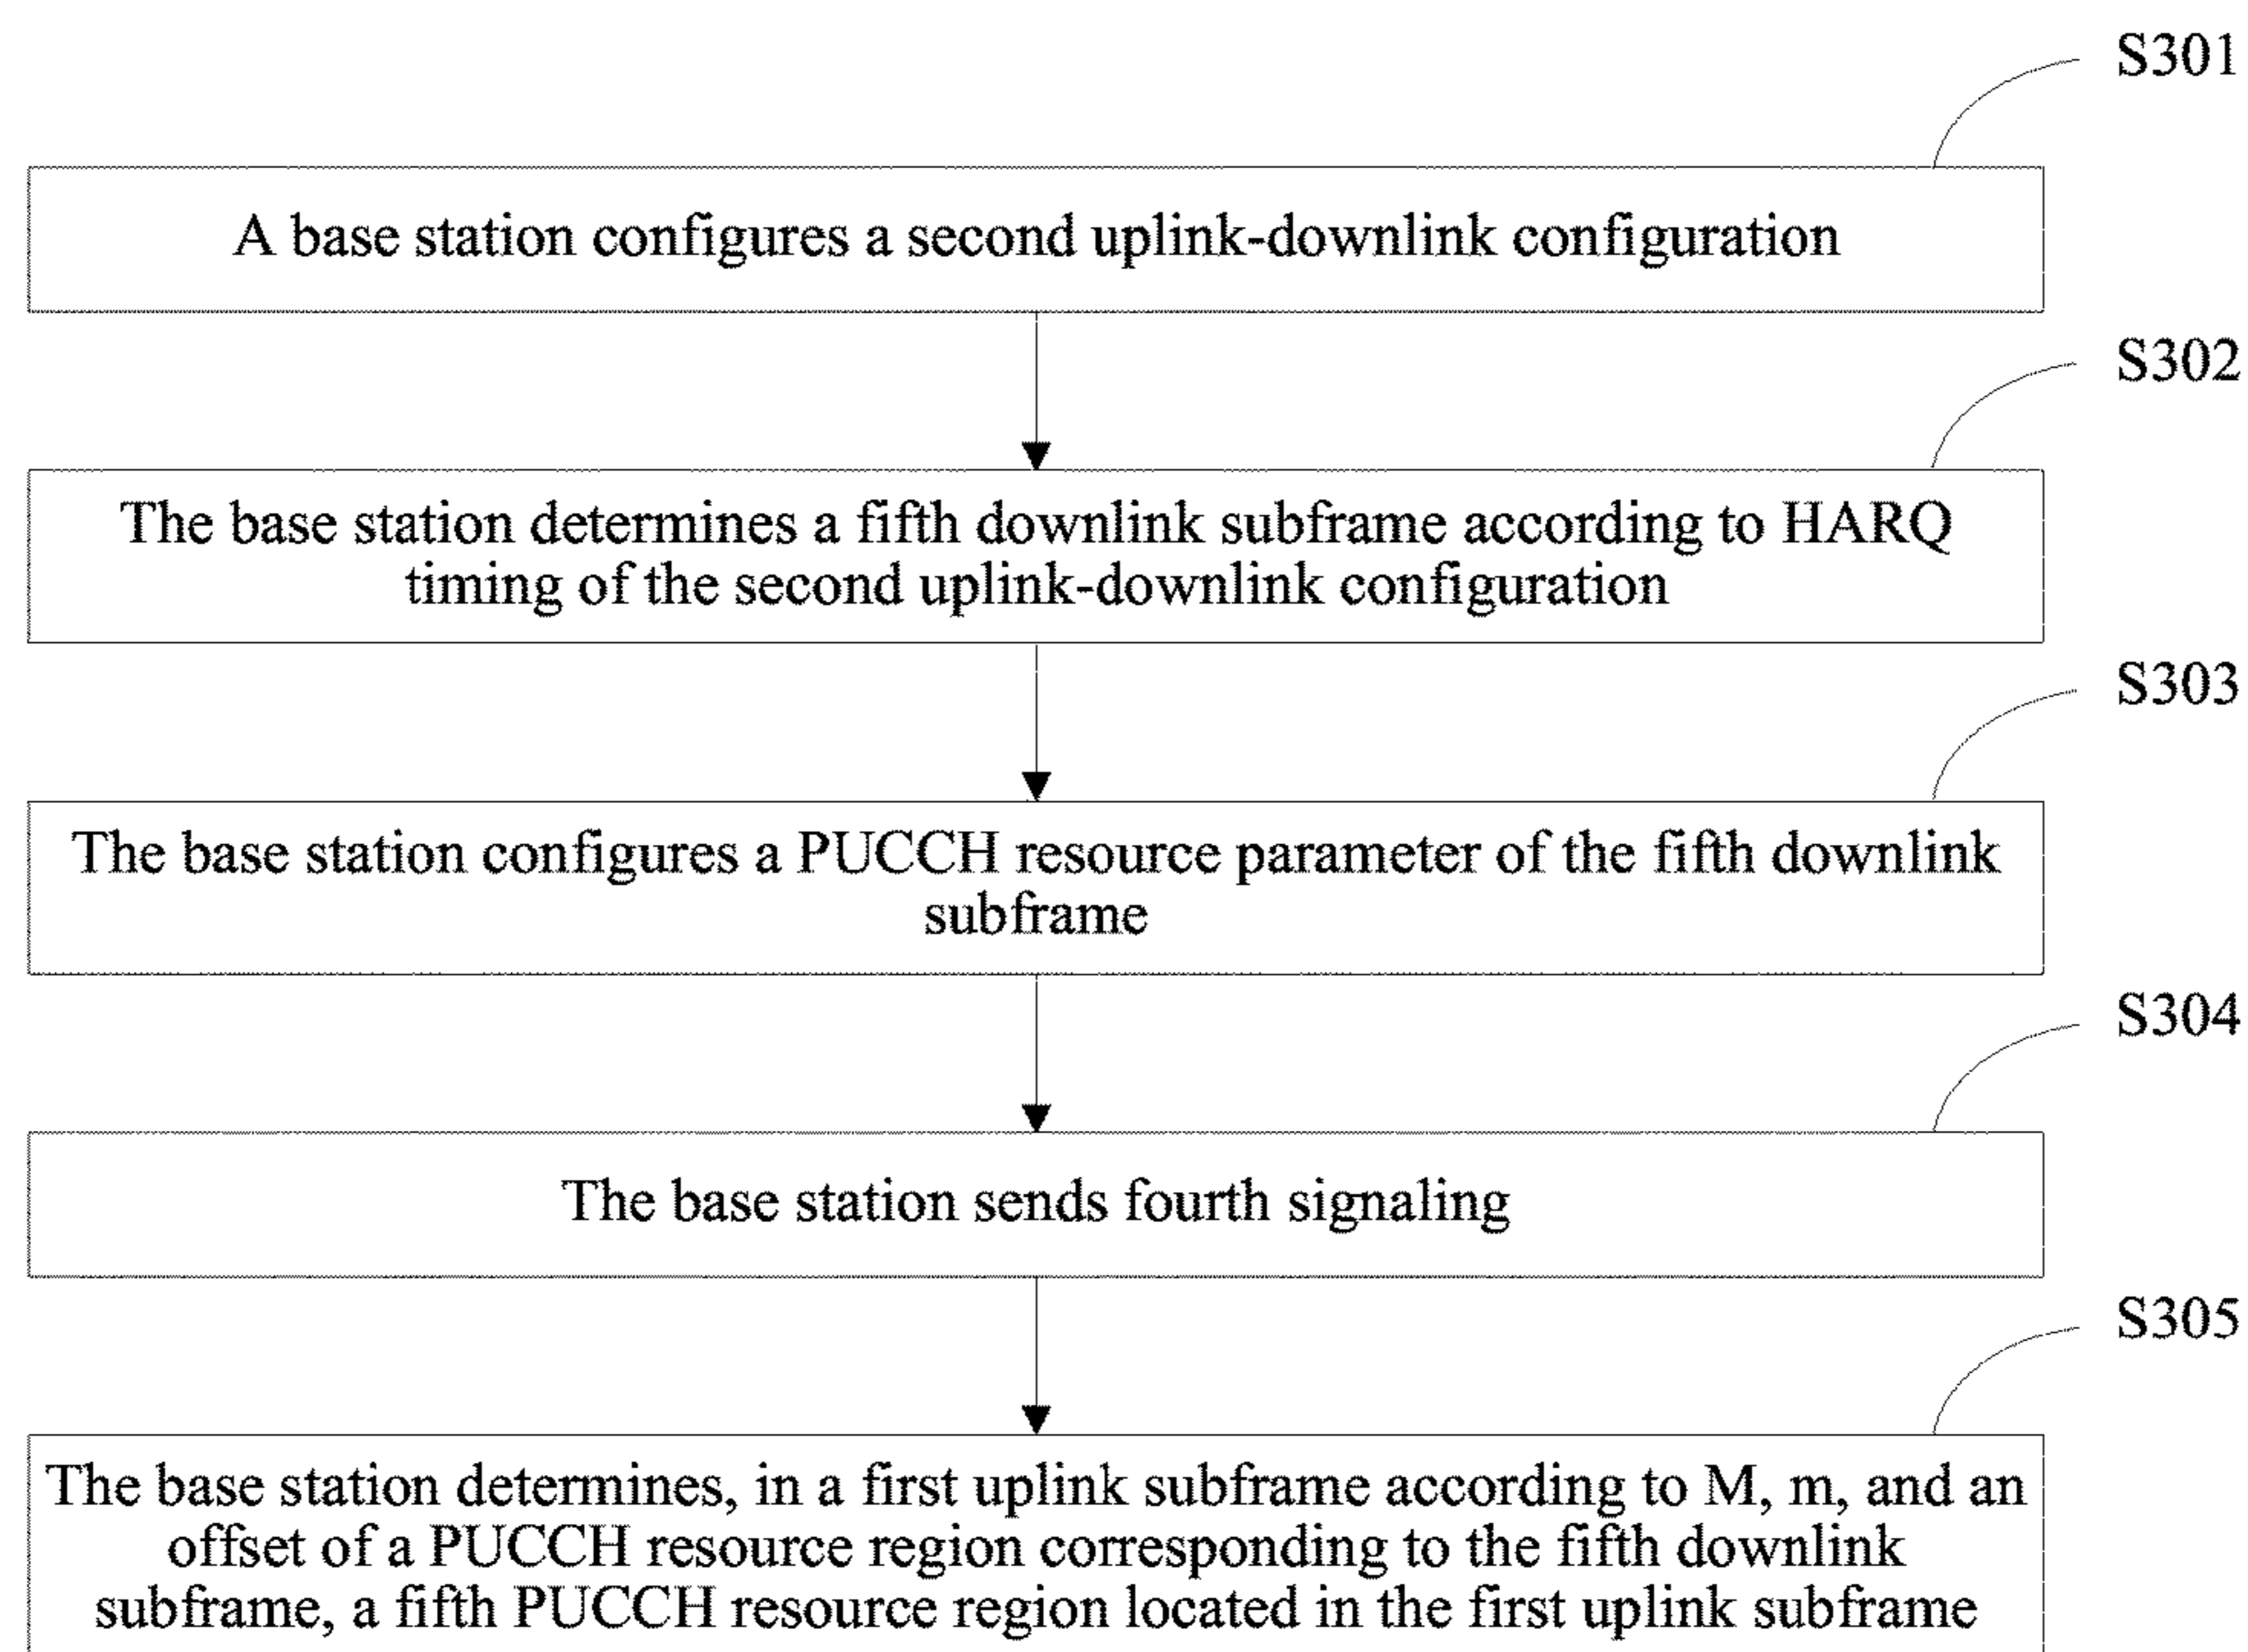 S301
A base station configures a second uplink-downlink configuration
S302
The base station determines a fifth downlink subframe according to HARQ
timing of the second uplink-downlink configuration
S303
The base station configures a PUCCH resource parameter of the fifth downlink
subframe
S304
The base station sends fourth signaling
S305
The base station determines, in a first uplink subframe according to M, m, and an
offset of a PUCCH resource region corresponding to the fifth downlink
subframe, a fifth PUCCH resource region located in the first uplink subframe